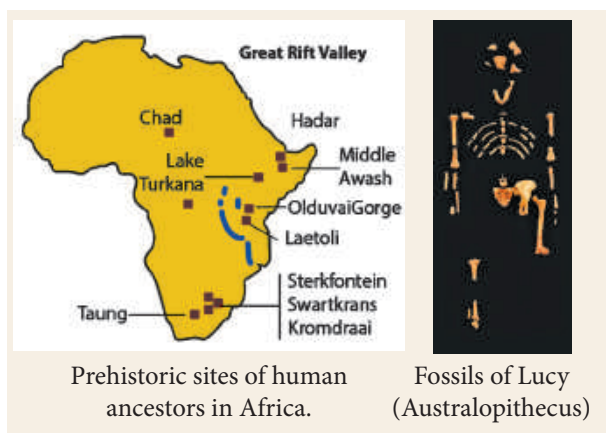 Great Rift Valley
Chad
Hadar
Lake
Turkana
Middle
Awash
OlduvaiGorge
Laetoli
Sterkfontein
Swartkrans
Kromdraai
Taung
Prehistoric sites of human
ancestors in Africa.
Fossils of Lucy
(Australopithecus)